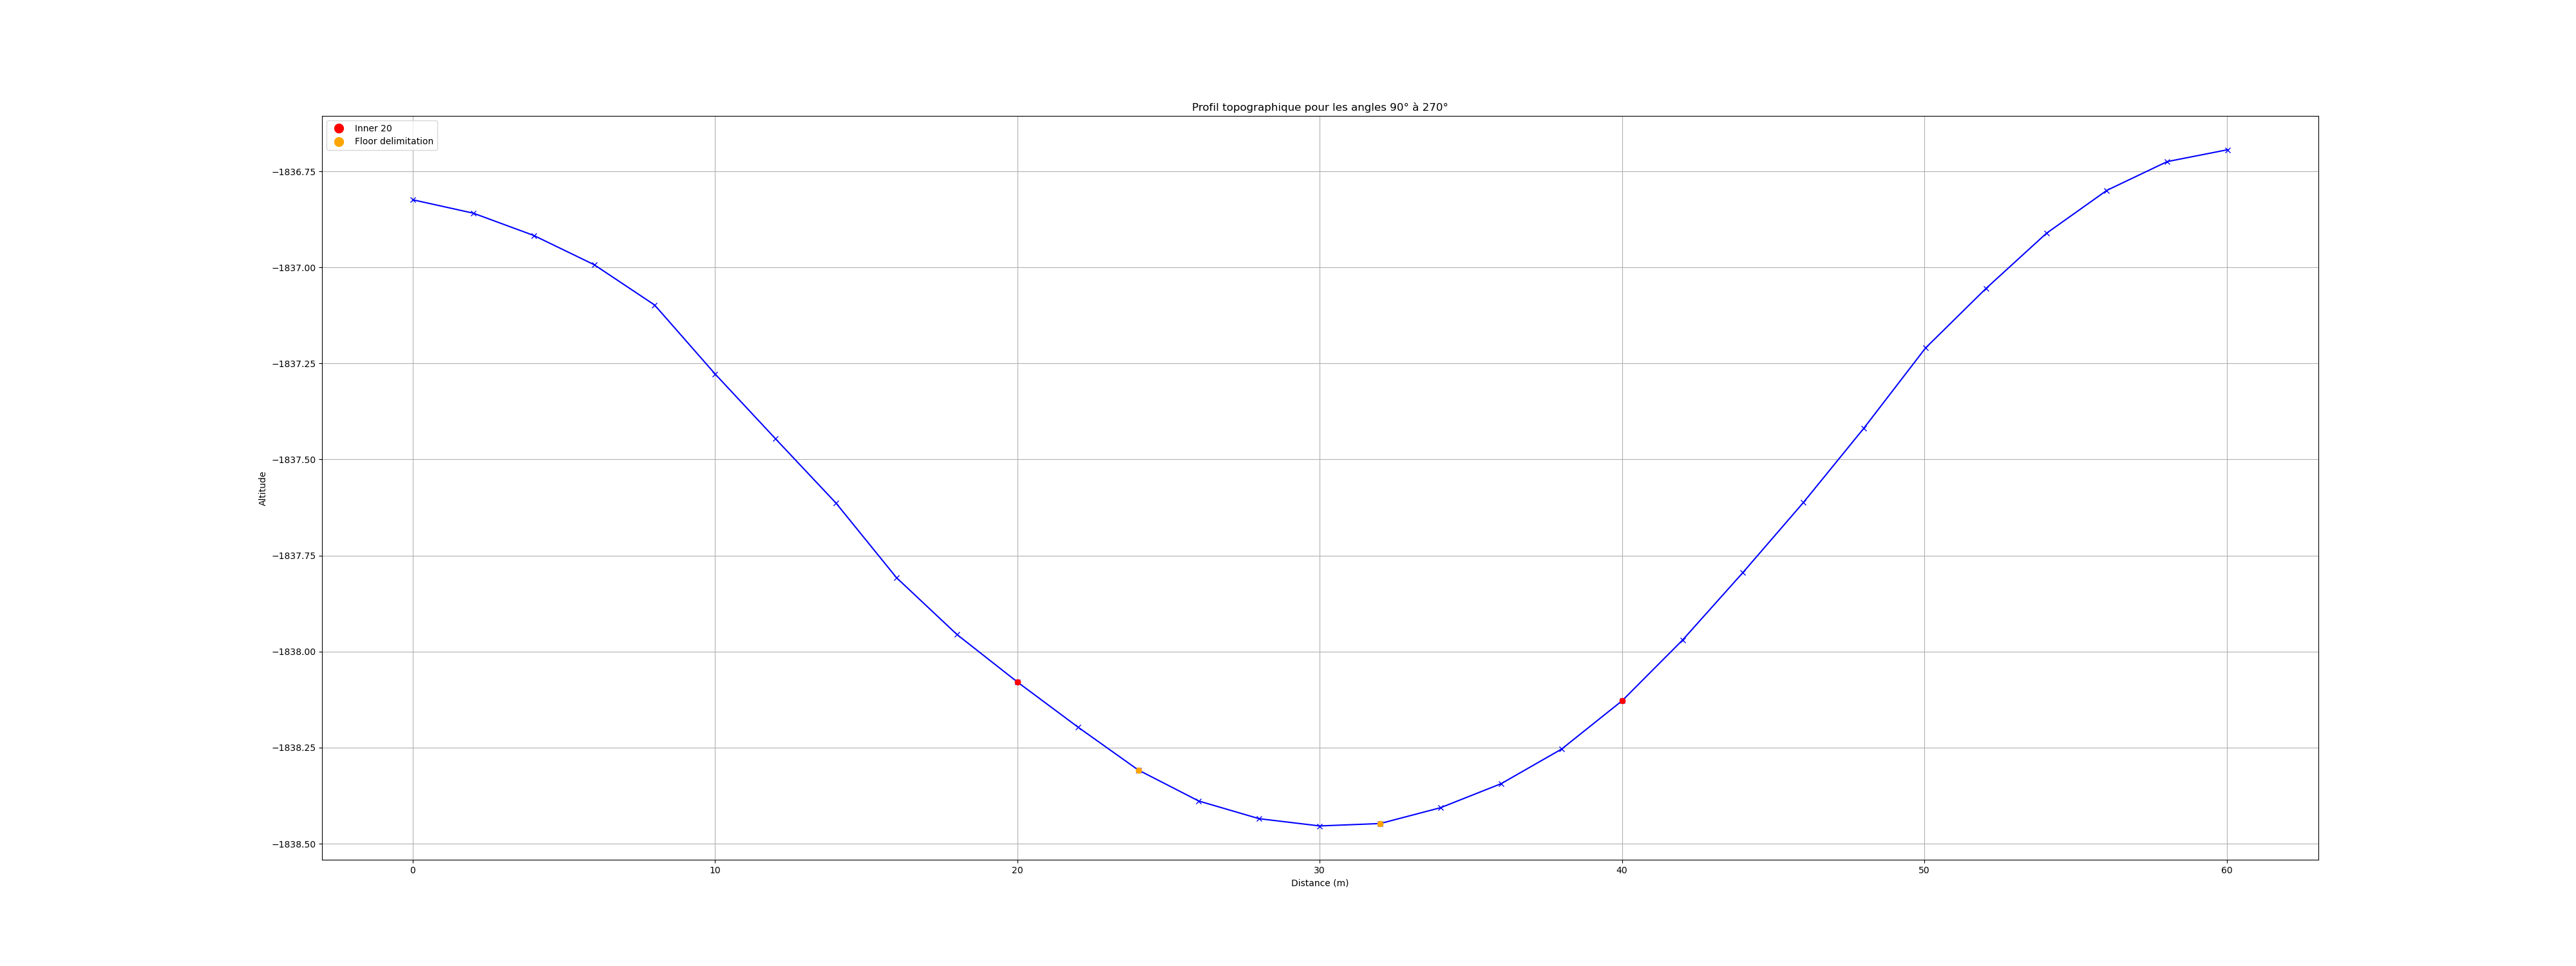 Profil topographique pour les angles 90° à 270°
Inner 20
Floor delimitation
−1836.75
−1837.00
−1837.25
−1837.50
−1837.75
−1838.00
−1838.25
−1838.50
Altitude
0 10 20 30 40 50 60
Distance (m)